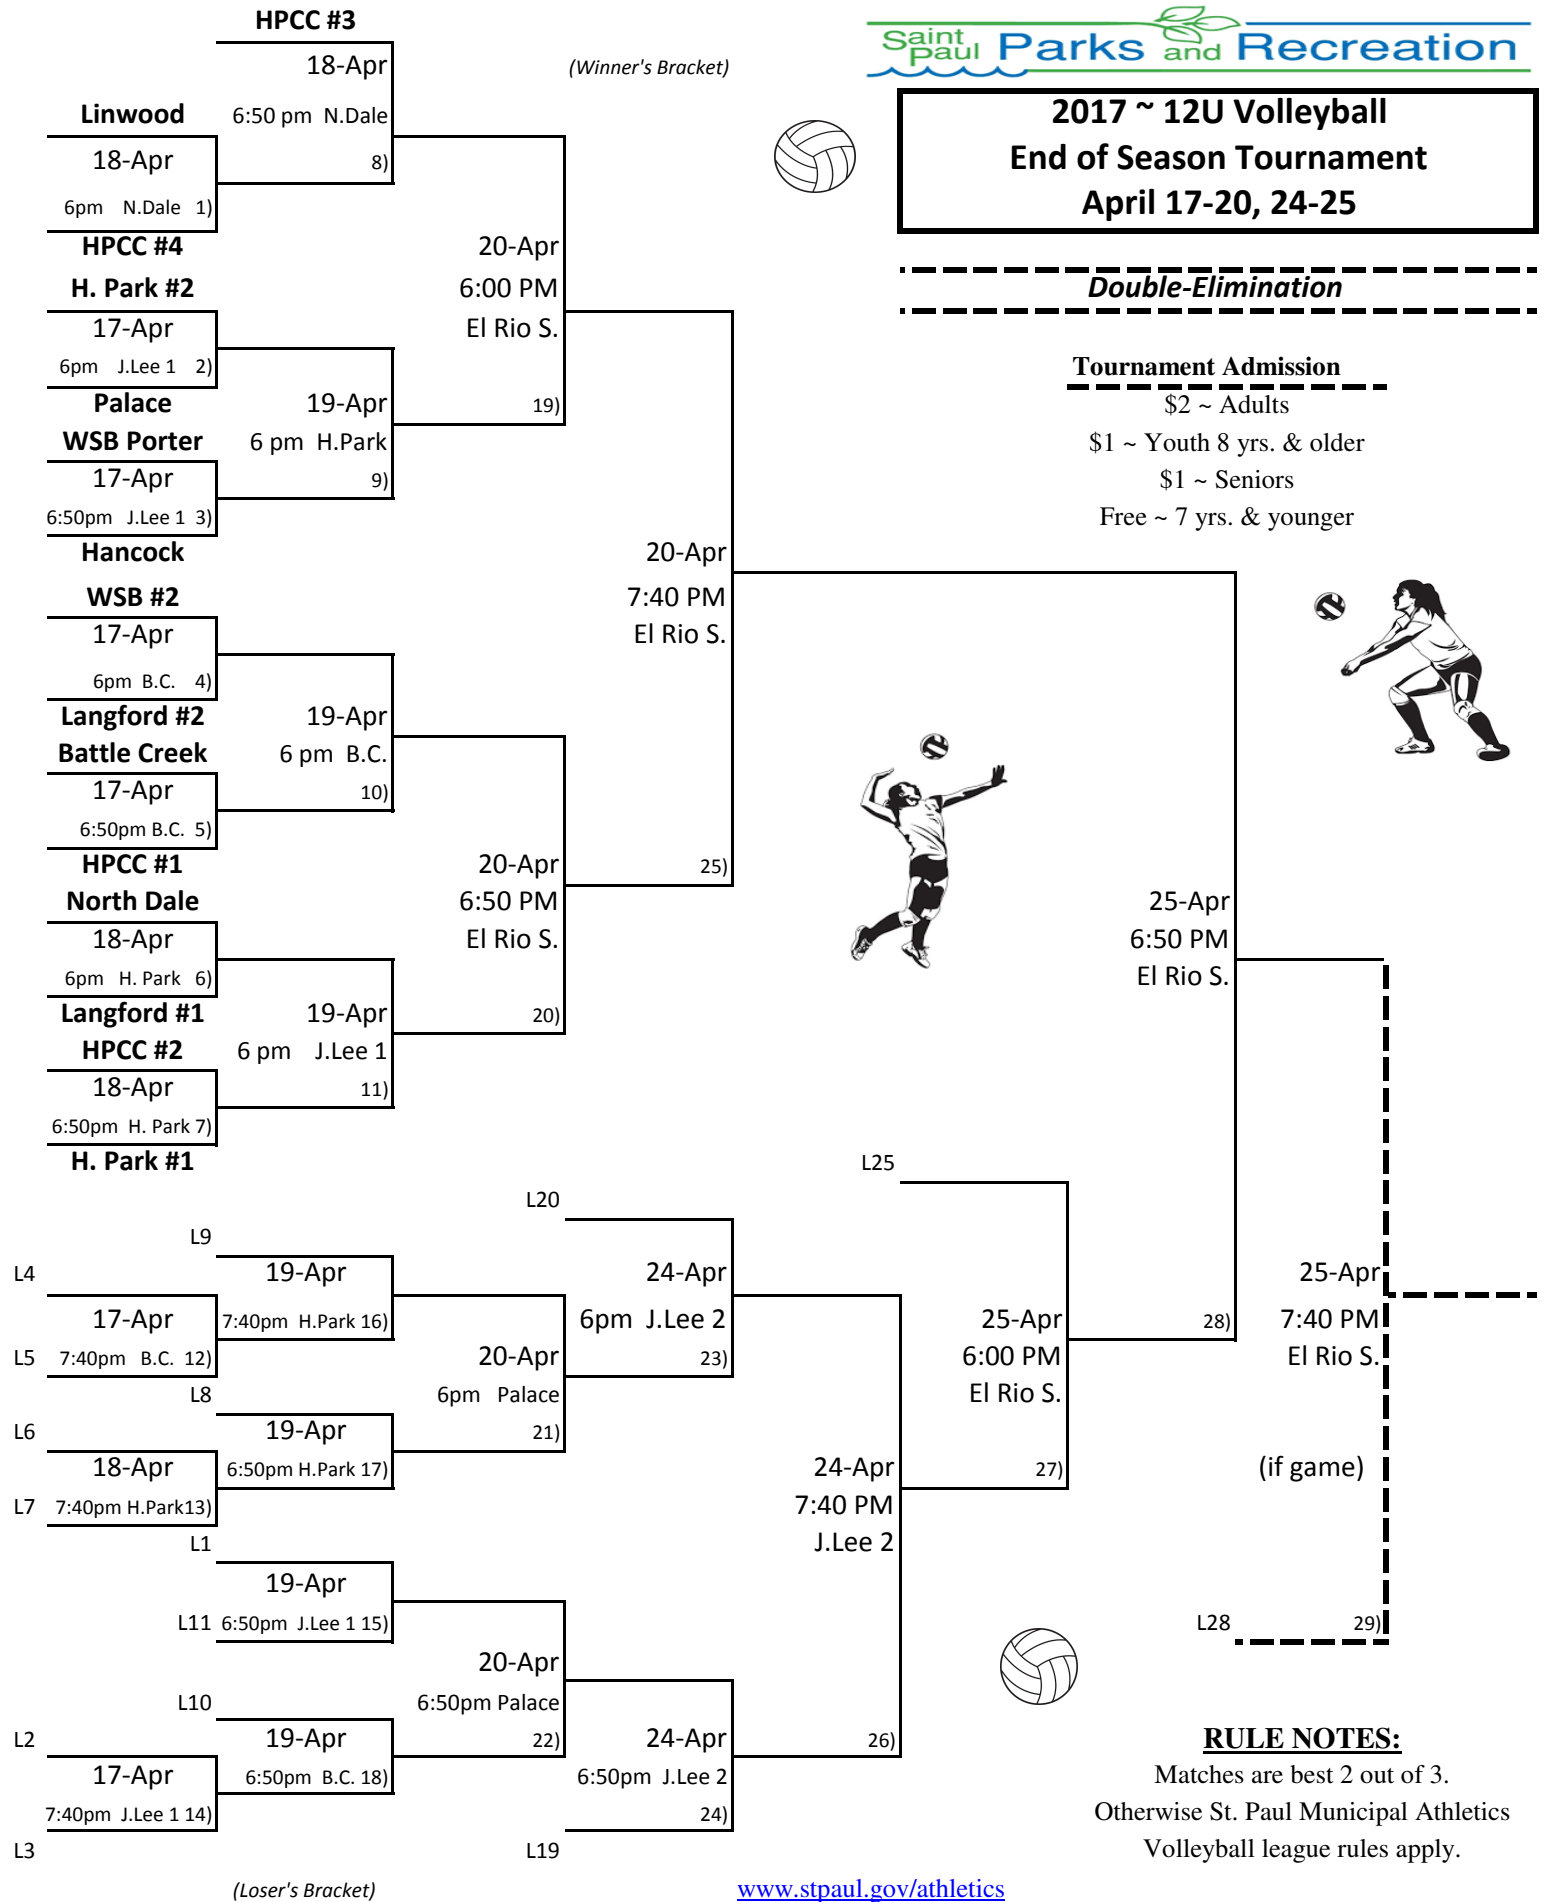 HPCC #3
Saint Paul Parks and Recreation
18-Apr
(Winner's Bracket)
2017 ~ 12U Volleyball
End of Season Tournament
April 17-20, 24-25
Linwood
6:50 pm N.Dale
18-Apr
8)
6pm N.Dale 1)
HPCC #4
20-Apr
H. Park #2
6:00 PM
Double-Elimination
17-Apr
El Rio S.
6pm J.Lee 1 2)
Tournament Admission
Palace
19-Apr
19)
$2 ~ Adults
WSB Porter
6 pm H.Park
$1 ~ Youth 8 yrs. & older
17-Apr
9)
$1 ~ Seniors
6:50pm J.Lee 1 3)
Free ~ 7 yrs. & younger
Hancock
20-Apr
WSB #2
7:40 PM
17-Apr
El Rio S.
6pm B.C. 4)
Langford #2
19-Apr
Battle Creek
6 pm B.C.
17-Apr
10)
6:50pm B.C. 5)
HPCC #1
20-Apr
25)
North Dale
6:50 PM
25-Apr
18-Apr
El Rio S.
6:50 PM
6pm H. Park 6)
El Rio S.
Langford #1
19-Apr
20)
HPCC #2
6 pm J.Lee 1
18-Apr
11)
6:50pm H. Park 7)
H. Park #1
L25
L20
L9
L4
19-Apr
24-Apr
25-Apr
17-Apr
7:40pm H.Park 16)
6pm J.Lee 2
25-Apr
28)
7:40 PM
L5
7:40pm B.C. 12)
20-Apr
23)
6:00 PM
El Rio S.
L8
6pm Palace
El Rio S.
L6
19-Apr
21)
18-Apr
6:50pm H.Park 17)
24-Apr
27)
(if game)
L7
7:40pm H.Park13)
7:40 PM
L1
J.Lee 2
19-Apr
L11
6:50pm J.Lee 1 15)
L28
29)
20-Apr
L10
6:50pm Palace
L2
19-Apr
22)
24-Apr
26)
RULE NOTES:
17-Apr
6:50pm B.C. 18)
6:50pm J.Lee 2
Matches are best 2 out of 3.
7:40pm J.Lee 1 14)
24)
Otherwise St. Paul Municipal Athletics
L3
L19
Volleyball league rules apply.
(Loser's Bracket)
www.stpaul.gov/athletics